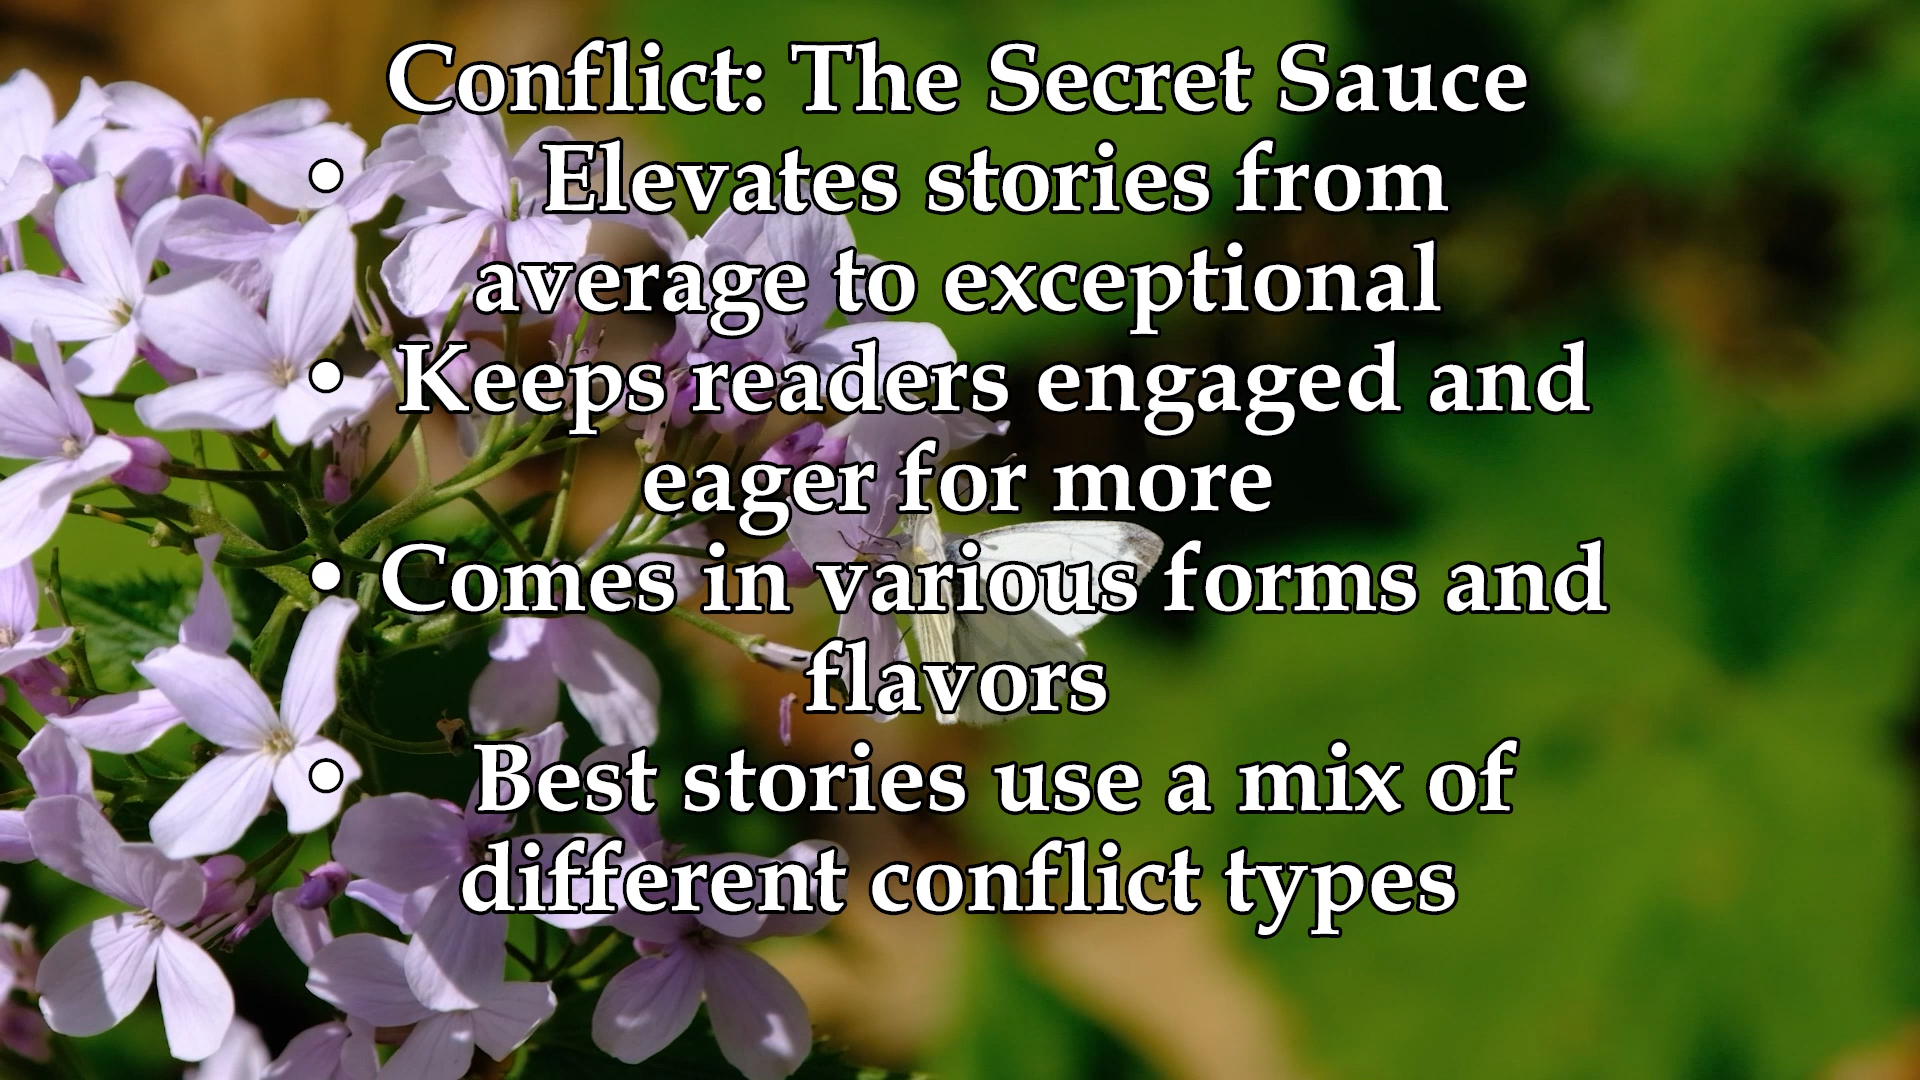 Conflict: The Secret Sauce
• Elevates stories from
average to exceptional
• Keeps readers engaged and
eager for more
• Comes in various forms and
flavors
• Best stories use a mix of
different conflict types